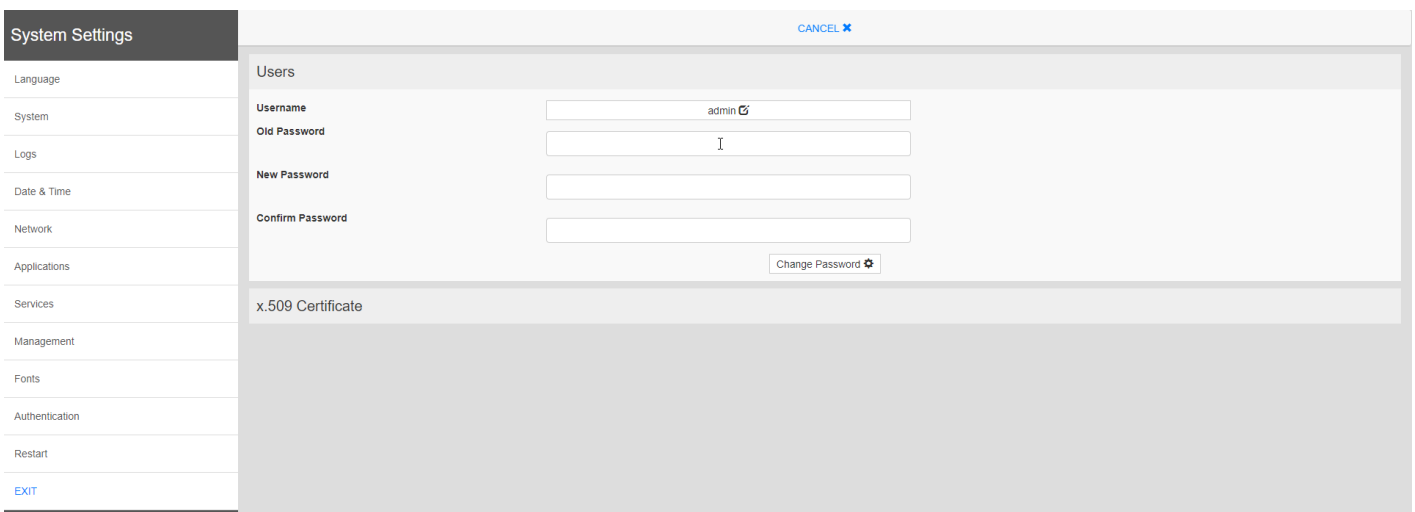 System Settings
CANCEL ✖
Language
System
Logs
Date & Time
Network
Applications
Services
Management
Fonts
Authentication
Restart
EXIT
Users
Username
admin
Old Password
New Password
Confirm Password
Change Password
x.509 Certificate